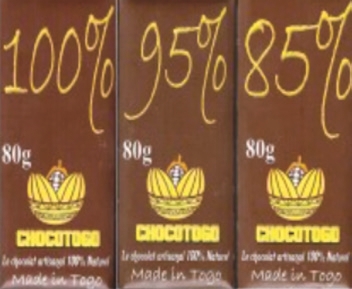 100%
80g
CHOCOTOGO
Le chocolat artisanal 100% Naturel
Made in Togo
95%
80g
CHOCOTOGO
Le chocolat artisanal 100% Naturel
Made in Togo
85%
80g
CHOCOTOGO
Le chocolat artisanal 100% Naturel
Made in Togo